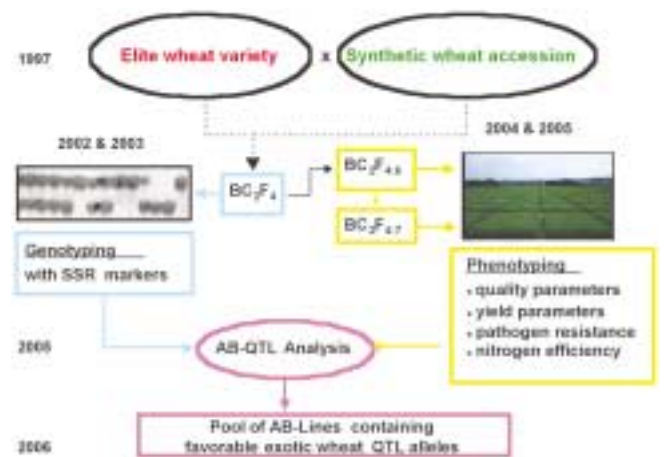 1997
Elite wheat variety x Synthetic wheat accession
2002 & 2003
2004 & 2005
BC₂F₄
BC₂F₄.₆
BC₂F₄.₇
Genotyping
with SSR markers
Phenotyping
• quality parameters
• yield parameters
• pathogen resistance
• nitrogen efficiency
2005
AB-QTL Analysis
Pool of AB-Lines containing
favorable exotic wheat QTL alleles
2006